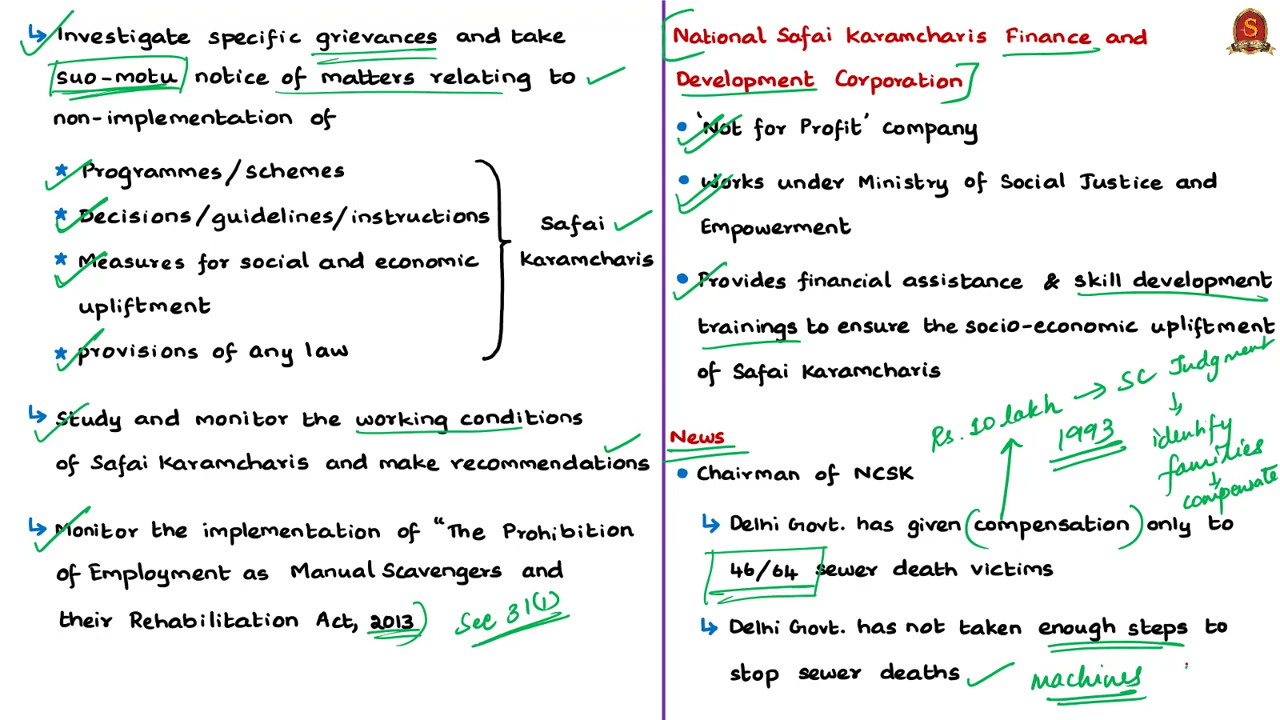 Investigate specific grievances and take
suo-motu notice of matters relating to
non-implementation of
* Programmes/schemes
* Decisions/guidelines/instructions
* Measures for social and economic
upliftment
* provisions of any law
Safai
Karamcharis
Study and monitor the working conditions
of Safai Karamcharis and make recommendations
Monitor the implementation of "The Prohibition
of Employment as Manual Scavengers and
their Rehabilitation Act, 2013)
Sec 31(1)
National Safai Karamcharis Finance and
Development Corporation
• 'Not for Profit' company
• Works under Ministry of Social Justice and
Empowerment
• Provides financial assistance & skill development
trainings to ensure the socio-economic upliftment
of Safai Karamcharis
Rs. 10 lakh → SC Judgment
1993
↓
identify
families
↓
compensate
News
• Chairman of NCSK
Delhi Govt. has given (compensation) only to
46/64 sewer death victims
Delhi Govt. has not taken enough steps to
stop sewer deaths
machines
S